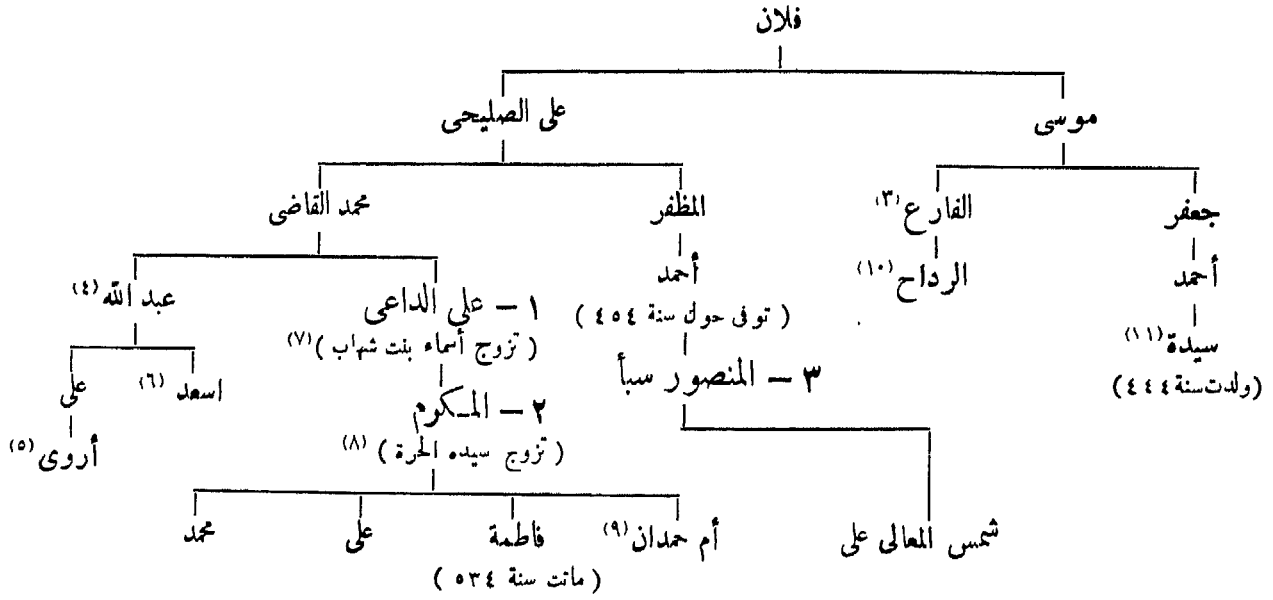 فلان
موسى على الصليحى
جعفر الفارع (٣) المظفر محمد القاضى
أحمد الرداح (١٠) أحمد ١ – على الداعى عبد الله (٤)
سيدة (١١) ( توفى حول سنة ٤٥٤ ) ( تزوج أسماء بنت شهاب ) (٧)
(ولدت سنة ٤٤٤) ٣ – المنصور سبأ ٢ – المكرم على اسعد (٦)
( تزوج سيده الحرة ) (٨) أروى (٥)
شمس المعالى على أم حمدان (٩) فاطمة على محمد
( ماتت سنة ٥٣٤ )